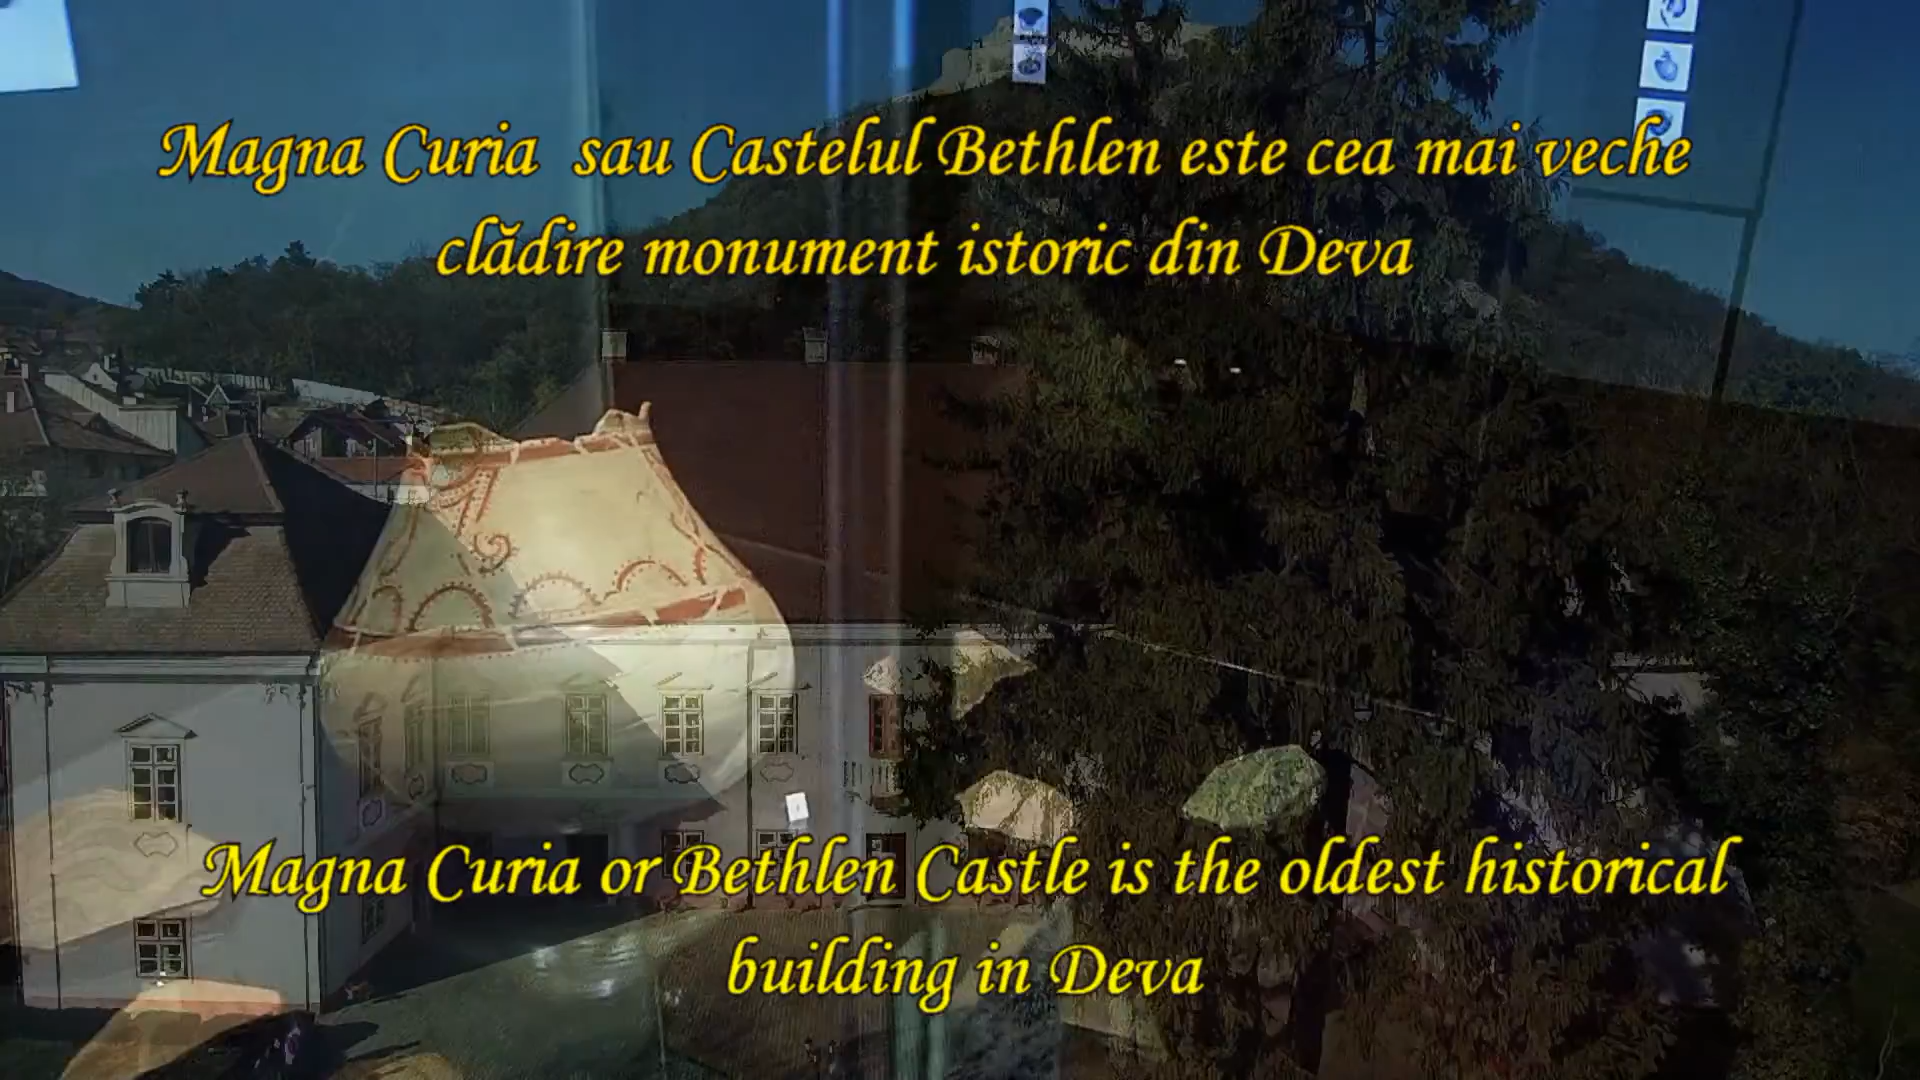 Magna Curia sau Castelul Bethlen este cea mai veche
clădire monument istoric din Deva
Magna Curia or Bethlen Castle is the oldest historical
building in Deva